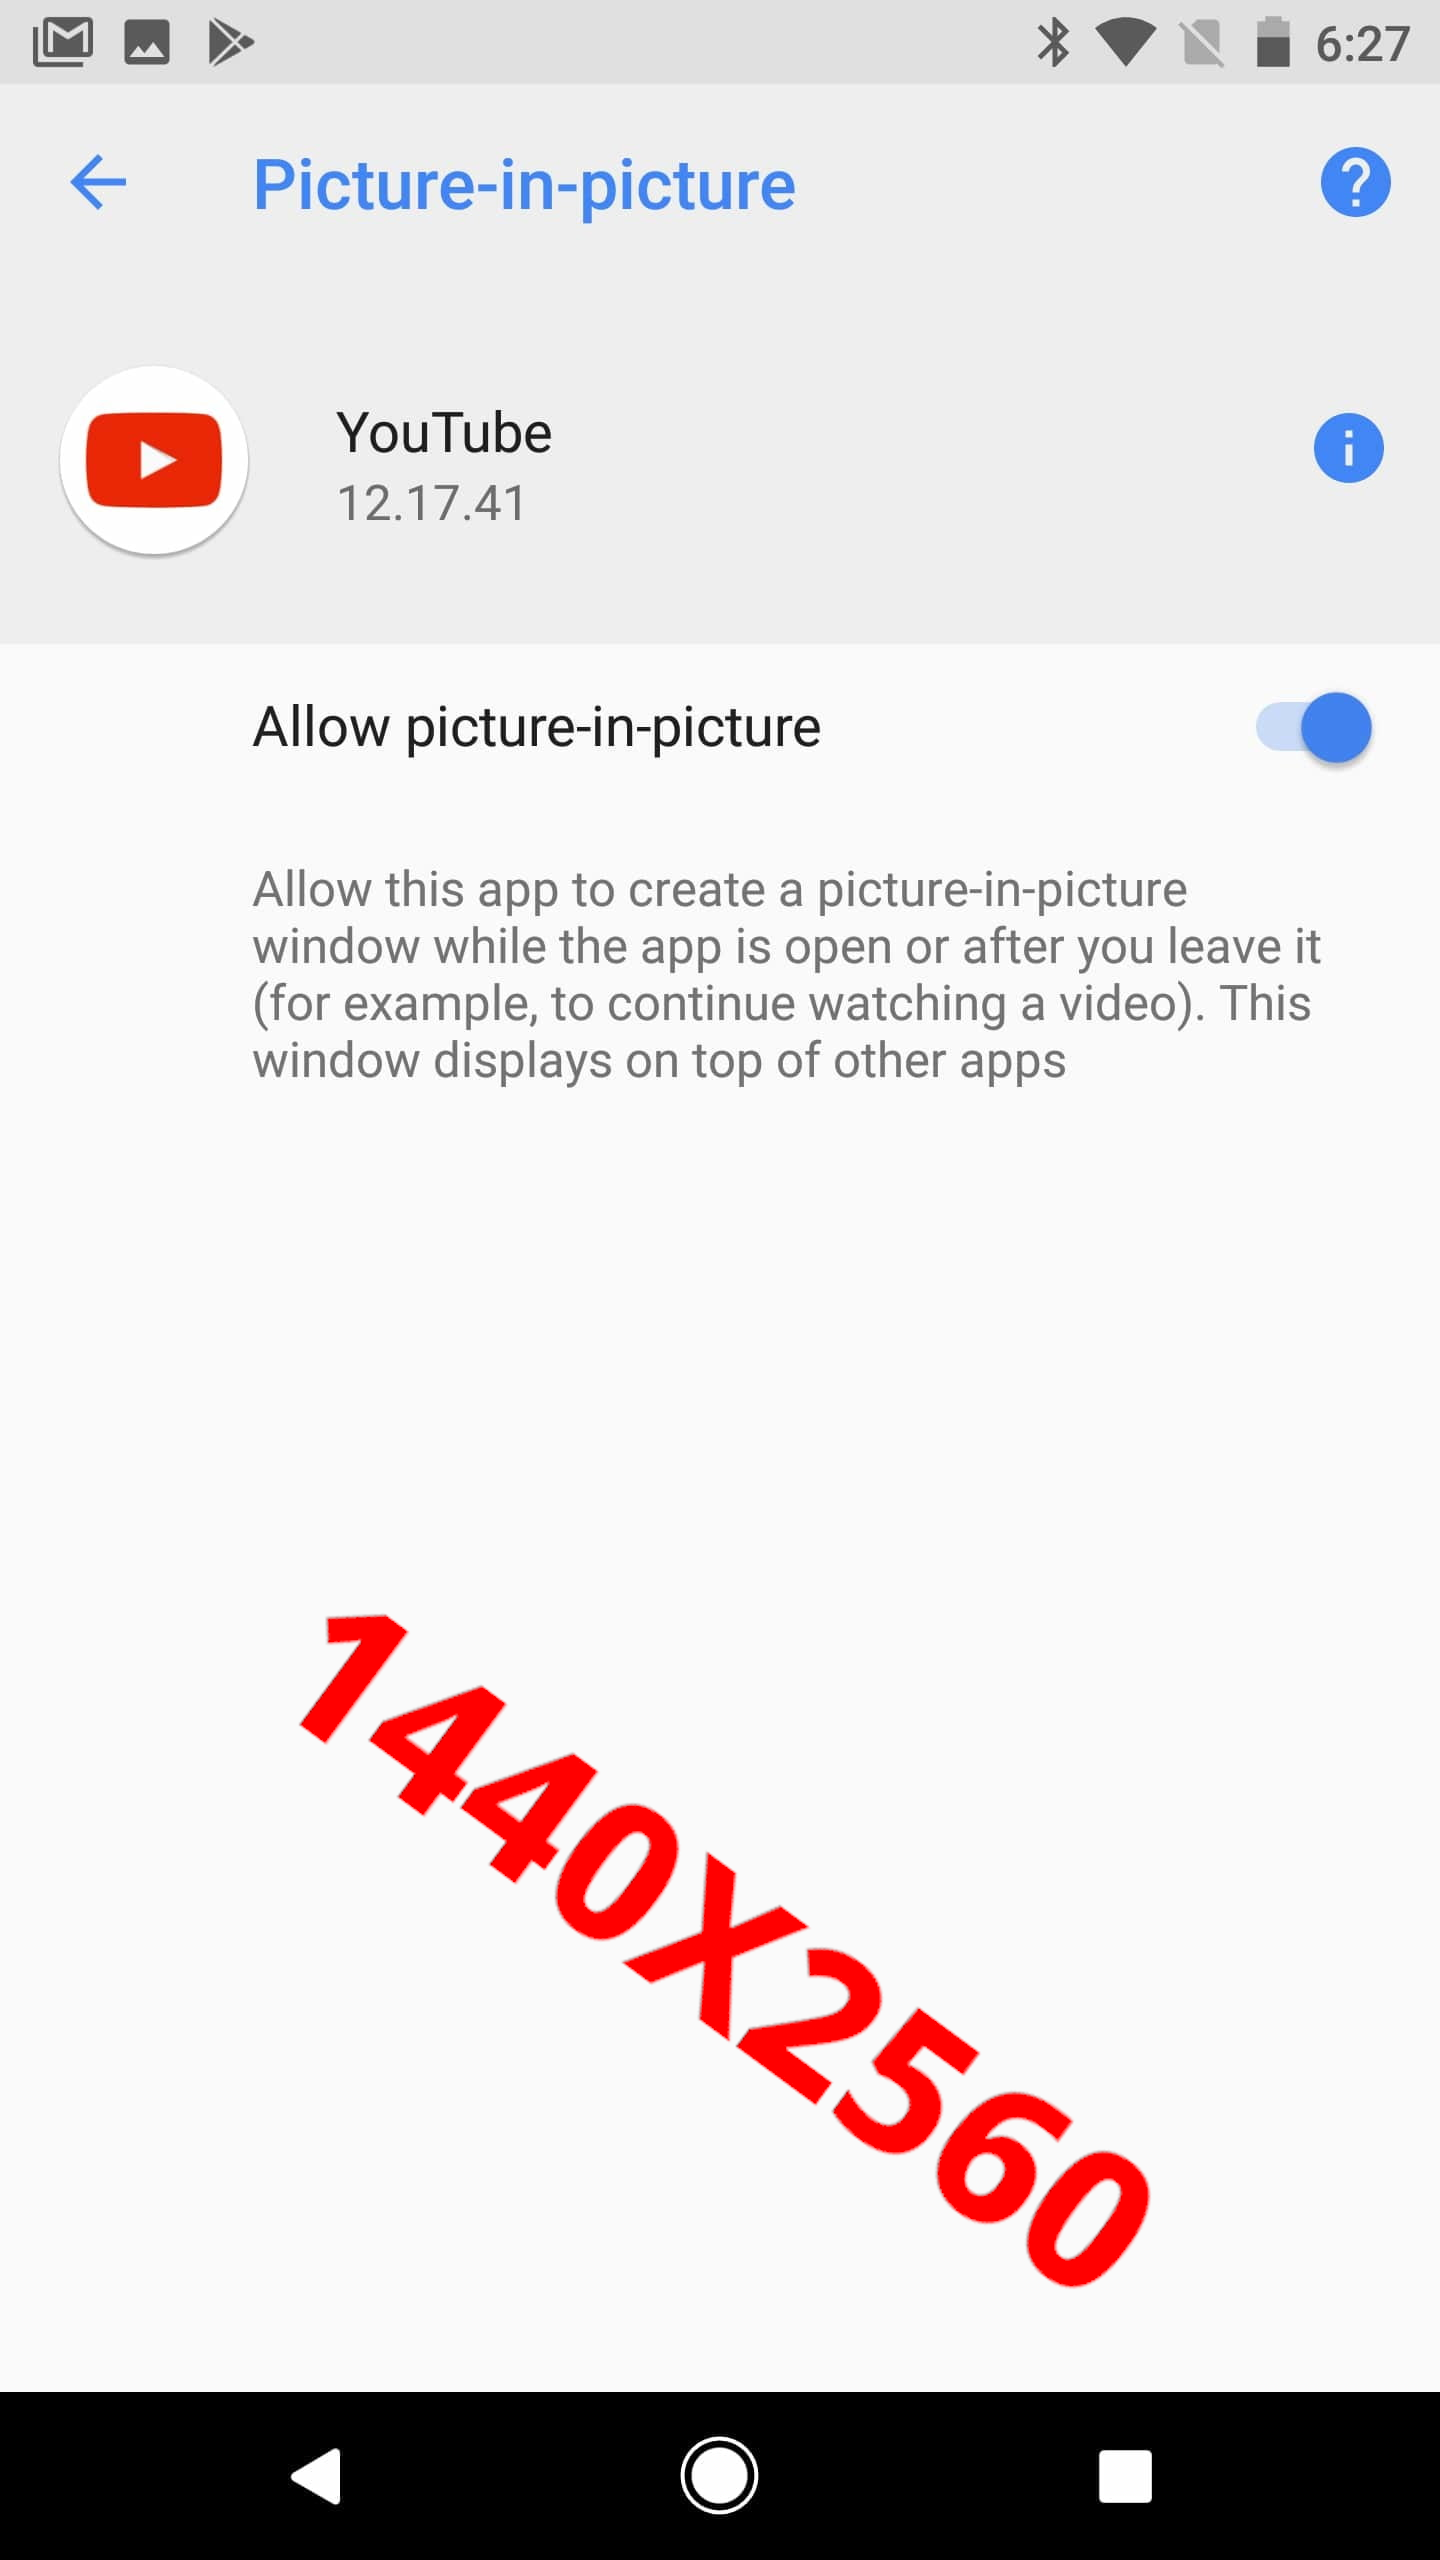 6:27
Picture-in-picture
YouTube
12.17.41
Allow picture-in-picture
Allow this app to create a picture-in-picture
window while the app is open or after you leave it
(for example, to continue watching a video). This
window displays on top of other apps
1440X2560